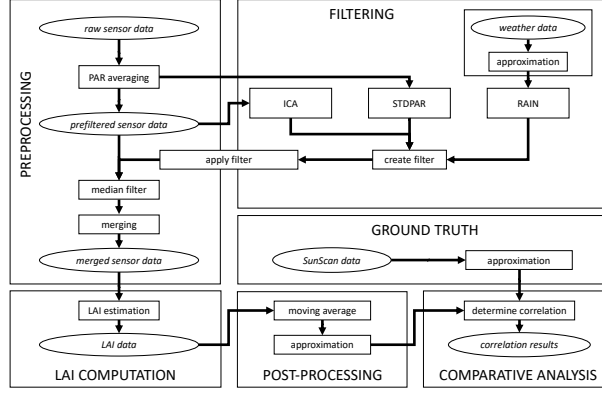 FILTERING
raw sensor data
weather data
PAR averaging
approximation
ICA
STDPAR
RAIN
prefiltered sensor data
PREPROCESSING
apply filter
create filter
median filter
merging
merged sensor data
GROUND TRUTH
SunScan data
approximation
LAI estimation
LAI data
LAI COMPUTATION
moving average
approximation
POST-PROCESSING
determine correlation
correlation results
COMPARATIVE ANALYSIS